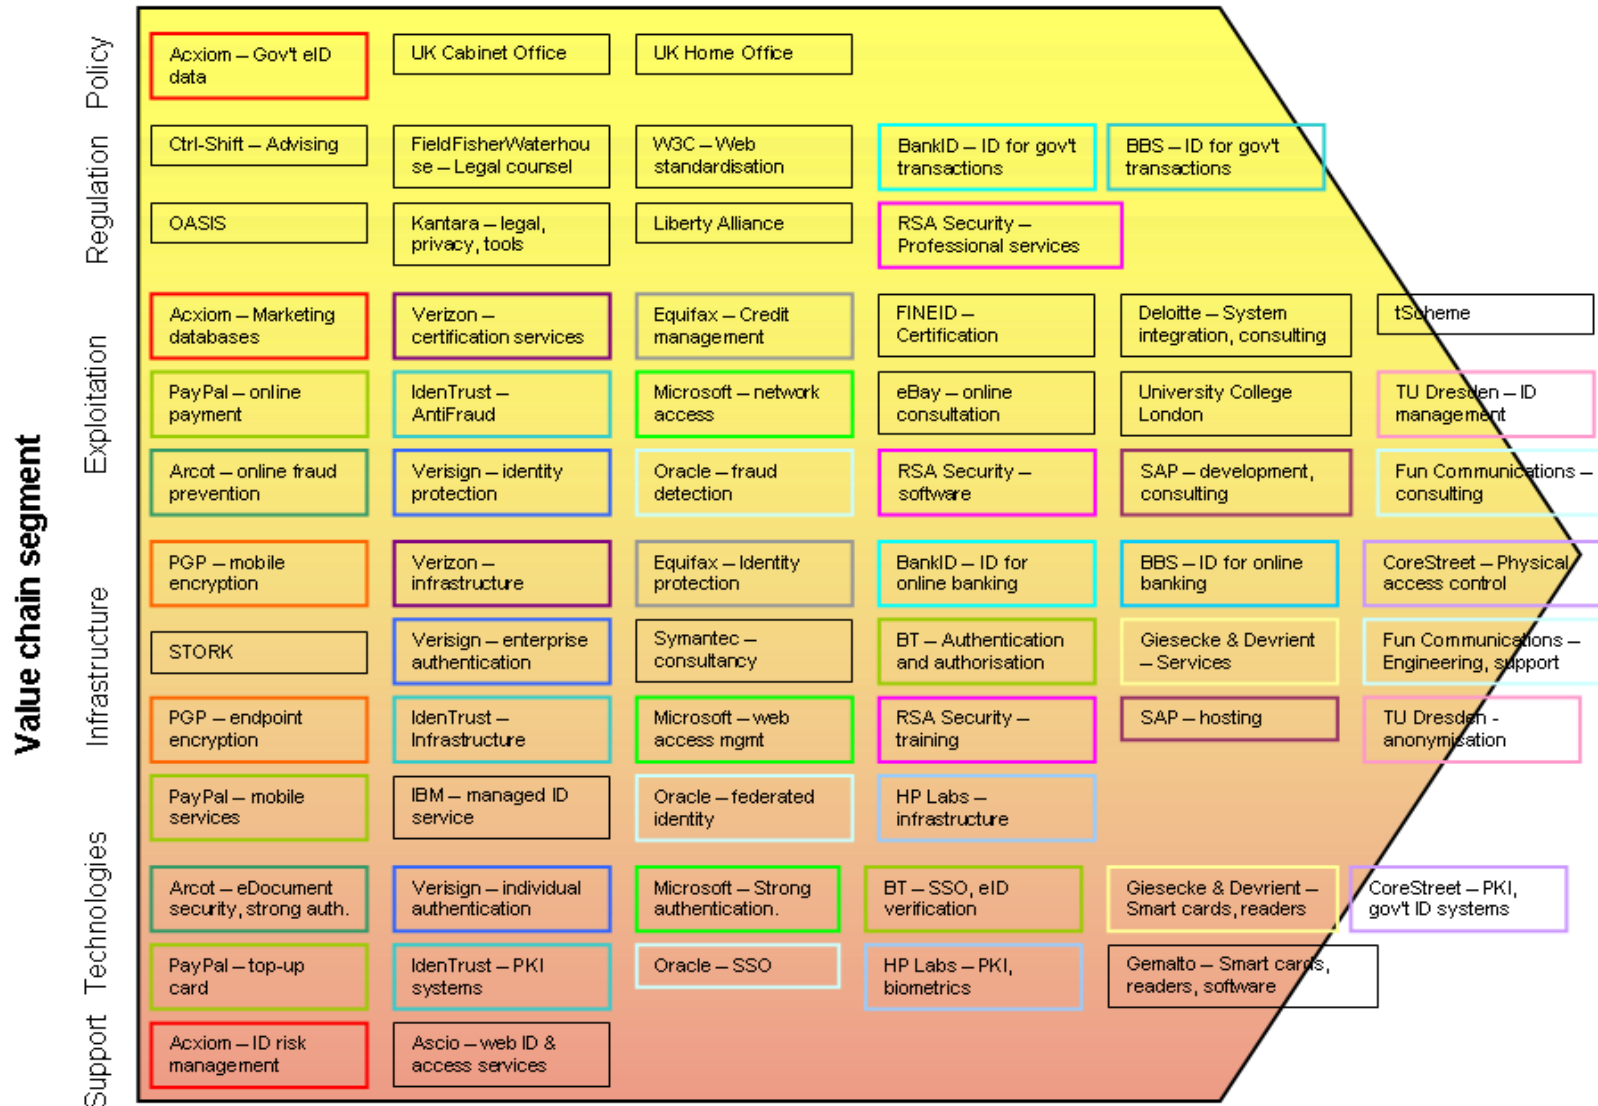 Value chain segment
Policy
Acxiom – Gov't eID
data
UK Cabinet Office
UK Home Office
Regulation
Ctrl-Shift – Advising
FieldFisherWaterhou
se – Legal counsel
W3C – Web
standardisation
BankID – ID for gov't
transactions
BBS – ID for gov't
transactions
OASIS
Kantara – legal,
privacy, tools
Liberty Alliance
RSA Security –
Professional services
Exploitation
Acxiom – Marketing
databases
Verizon –
certification services
Equifax – Credit
management
FINEID –
Certification
Deloitte – System
integration, consulting
tScheme
PayPal – online
payment
IdenTrust –
AntiFraud
Microsoft – network
access
eBay – online
consultation
University College
London
TU Dresden – ID
management
Arcot – online fraud
prevention
Verisign – identity
protection
Oracle – fraud
detection
RSA Security –
software
SAP – development,
consulting
Fun Communications –
consulting
Infrastructure
PGP – mobile
encryption
Verizon –
infrastructure
Equifax – Identity
protection
BankID – ID for
online banking
BBS – ID for online
banking
CoreStreet – Physical
access control
STORK
Verisign – enterprise
authentication
Symantec –
consultancy
BT – Authentication
and authorisation
Giesecke & Devrient
– Services
Fun Communications –
Engineering, support
PGP – endpoint
encryption
IdenTrust –
Infrastructure
Microsoft – web
access mgmt
RSA Security –
training
SAP – hosting
TU Dresden -
anonymisation
PayPal – mobile
services
IBM – managed ID
service
Oracle – federated
identity
HP Labs –
infrastructure
Technologies
Arcot – eDocument
security, strong auth.
Verisign – individual
authentication
Microsoft – Strong
authentication.
BT – SSO, eID
verification
Giesecke & Devrient –
Smart cards, readers
CoreStreet – PKI,
gov't ID systems
PayPal – top-up
card
IdenTrust – PKI
systems
Oracle – SSO
HP Labs – PKI,
biometrics
Gemalto – Smart cards,
readers, software
Support
Acxiom – ID risk
management
Ascio – web ID &
access services